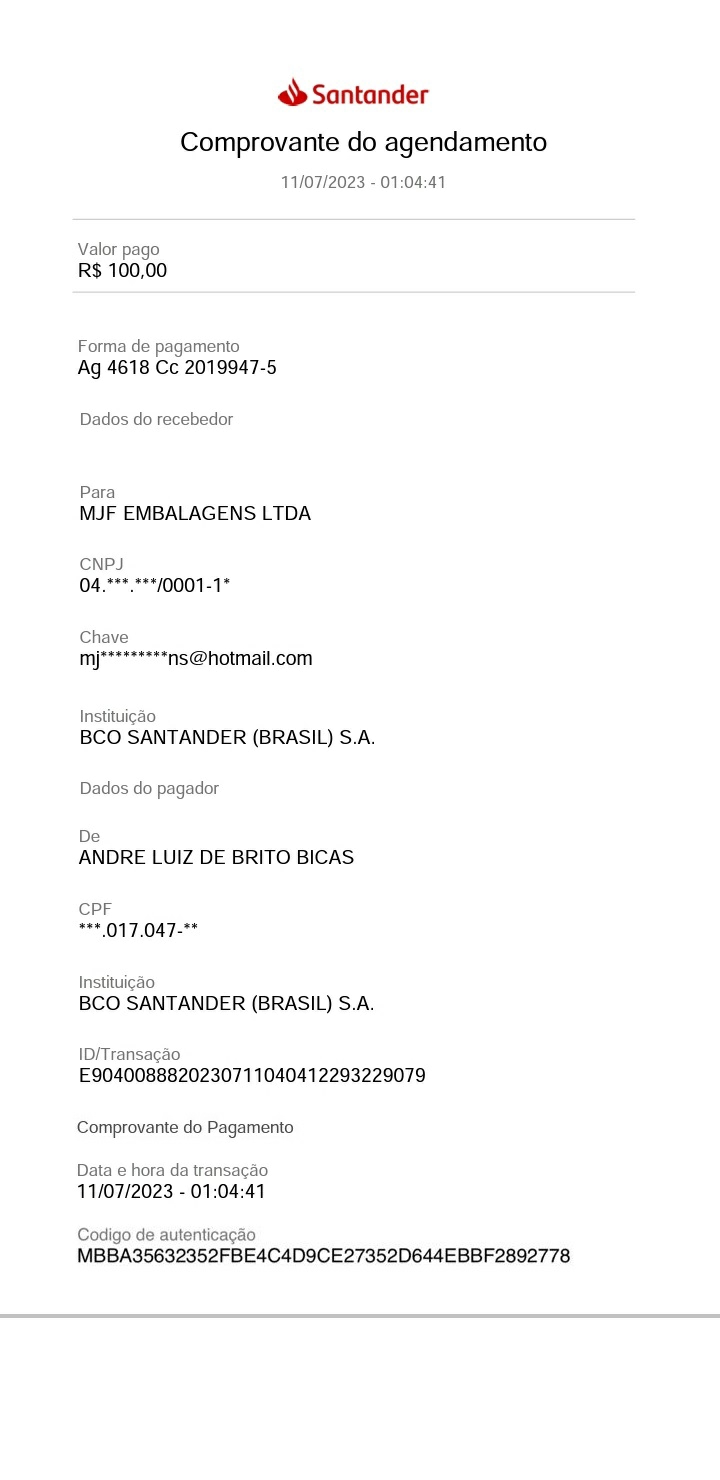 Santander
Comprovante do agendamento
11/07/2023 - 01:04:41
Valor pago
R$ 100,00
Forma de pagamento
Ag 4618 Cc 2019947-5
Dados do recebedor
Para
MJF EMBALAGENS LTDA
CNPJ
04.***.***/0001-1*
Chave
mj*********ns@hotmail.com
Instituição
BCO SANTANDER (BRASIL) S.A.
Dados do pagador
De
ANDRE LUIZ DE BRITO BICAS
CPF
***.017.047-**
Instituição
BCO SANTANDER (BRASIL) S.A.
ID/Transação
E90400888202307111040412293229079
Comprovante do Pagamento
Data e hora da transação
11/07/2023 - 01:04:41
Codigo de autenticação
MBBA35632352FBE4C4D9CE27352D644EBBF2892778